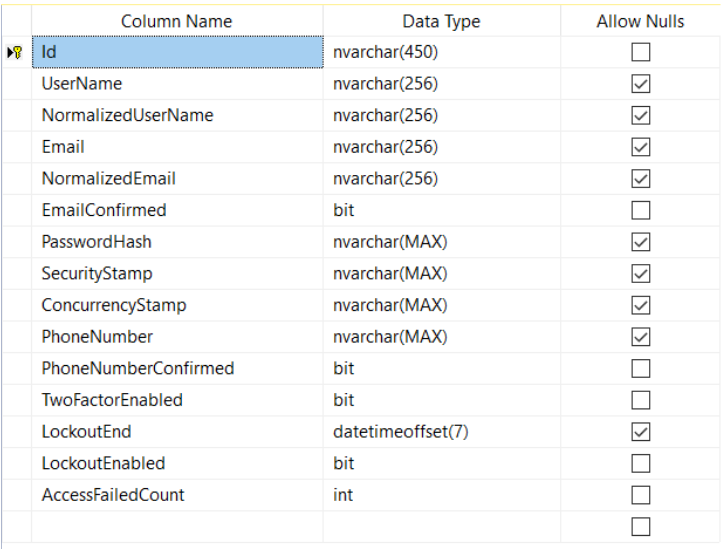 Column Name Data Type Allow Nulls
Id nvarchar(450)
UserName nvarchar(256)
NormalizedUserName nvarchar(256)
Email nvarchar(256)
NormalizedEmail nvarchar(256)
EmailConfirmed bit
PasswordHash nvarchar(MAX)
SecurityStamp nvarchar(MAX)
ConcurrencyStamp nvarchar(MAX)
PhoneNumber nvarchar(MAX)
PhoneNumberConfirmed bit
TwoFactorEnabled bit
LockoutEnd datetimeoffset(7)
LockoutEnabled bit
AccessFailedCount int